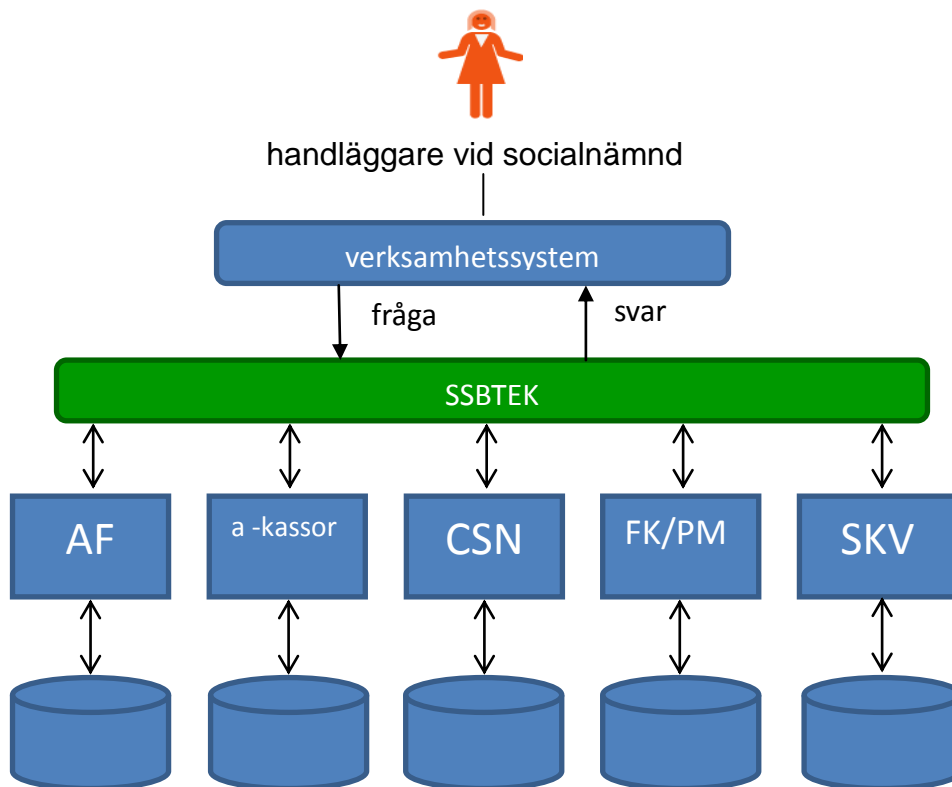 handläggare vid socialnämnd
verksamhetssystem
fråga
svar
SSBTEK
AF
a -kassor
CSN
FK/PM
SKV